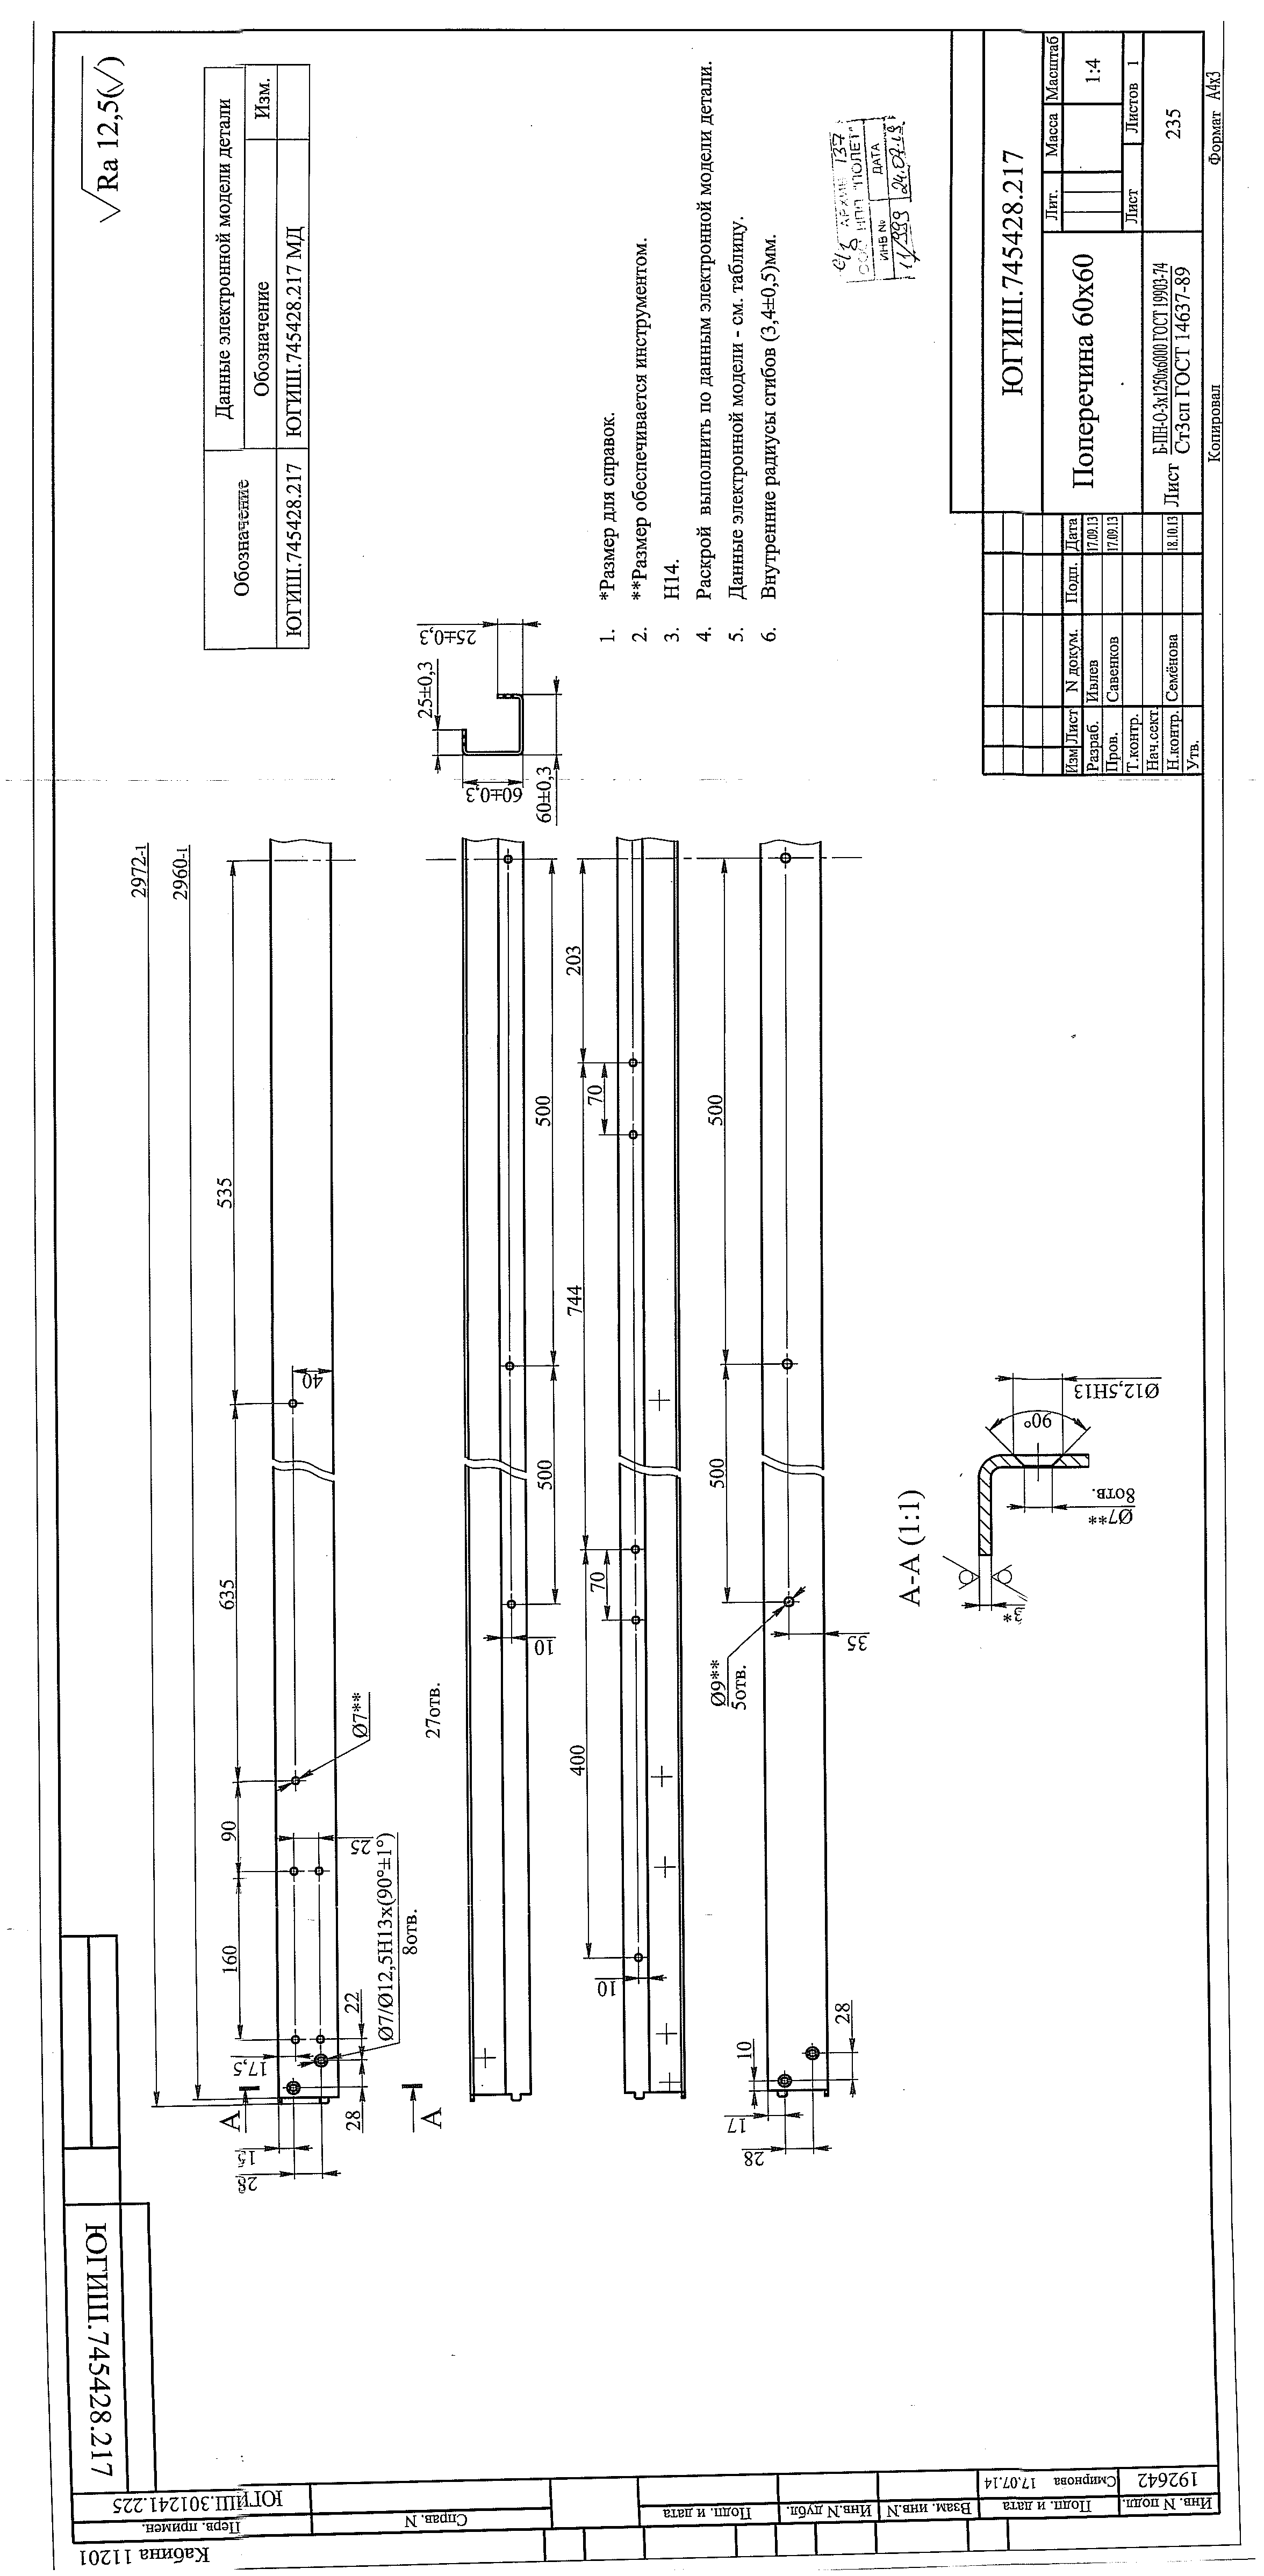 ЮГИШ.745428.217
√Ra 12,5(√)
Обозначение
Данные электронной модели детали
Обозначение
Изм.
ЮГИШ.745428.217
ЮГИШ.745428.217 МД
2972-1
2960-1
535
635
90
160
22
28
28
15
17,5
25
40
Ø7**
27отв.
Ø7/Ø12,5H13х(90°±1°)
8отв.
А
А
25±0,3
25±0,3
60±0,3
60±0,3
500
500
10
203
744
400
70
70
10
500
500
35
Ø9**
5отв.
10
28
17
28
А-А (1:1)
Ø12,5H13
90°
Ø7**
8отв.
3*
1. *Размер для справок.
2. **Размер обеспечивается инструментом.
3. H14.
4. Раскрой выполнить по данным электронной модели детали.
5. Данные электронной модели - см. таблицу.
6. Внутренние радиусы сгибов (3,4±0,5)мм.
АРХИВ 137
ООО НПП "ПОЛЕТ"
ИНВ №
ДАТА
11/999
24.07.18
ЮГИШ.745428.217
Изм Лист N докум. Подп. Дата
Разраб. Ивлев 17.09.13
Пров. Савенков 17.09.13
Т.контр.
Нач.сект.
Н.контр. Семёнова 18.10.13
Утв.
Поперечина 60х60
Лит. Масса Масштаб
1:4
Лист Листов 1
Лист Б-ПН-О-3х1250х6000 ГОСТ 19903-74
Ст3сп ГОСТ 14637-89
235
Копировал
Формат А4х3
Кабина 11201
Перв. примен.
ЮГИШ.301241.225
Справ. N
Подп. и дата
Инв.N дубл.
Взам. инв.N
Подп. и дата
Смирнова 17.07.14
Инв. N подл.
192642